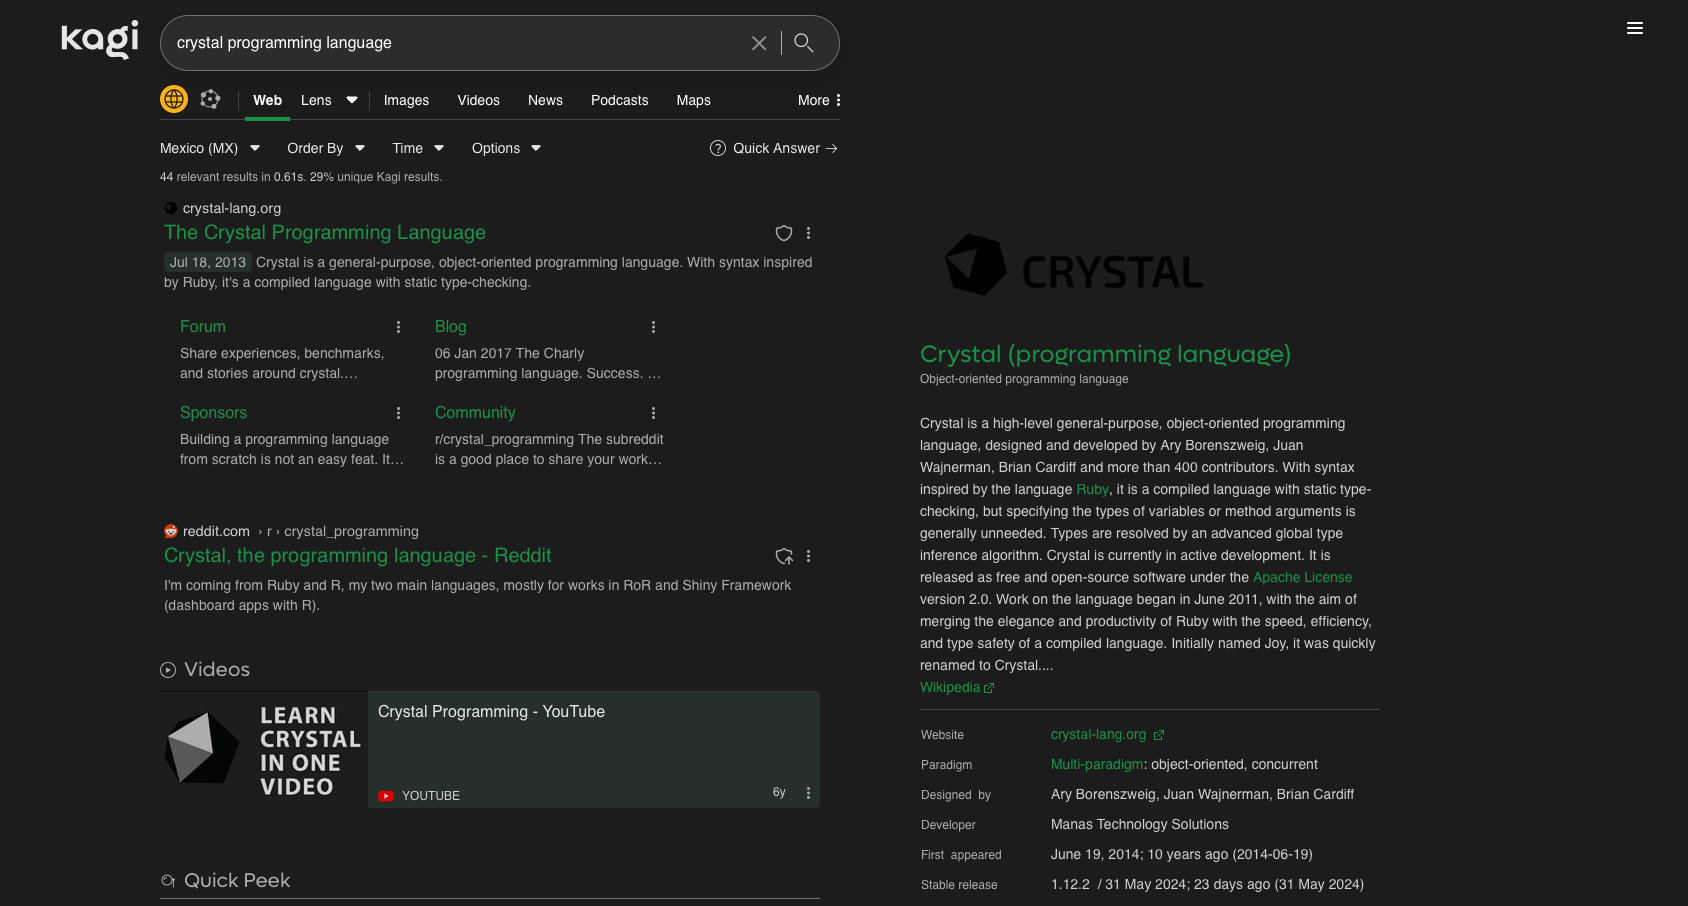 kagi
crystal programming language
Web Lens Images Videos News Podcasts Maps More
Mexico (MX) Order By Time Options Quick Answer →
44 relevant results in 0.61s. 29% unique Kagi results.
crystal-lang.org
The Crystal Programming Language
Jul 18, 2013 Crystal is a general-purpose, object-oriented programming language. With syntax inspired
by Ruby, it's a compiled language with static type-checking.
Forum
Share experiences, benchmarks,
and stories around crystal.…
Blog
06 Jan 2017 The Charly
programming language. Success. …
Sponsors
Building a programming language
from scratch is not an easy feat. It…
Community
r/crystal_programming The subreddit
is a good place to share your work…
reddit.com › r › crystal_programming
Crystal, the programming language - Reddit
I'm coming from Ruby and R, my two main languages, mostly for works in RoR and Shiny Framework
(dashboard apps with R).
Videos
LEARN
CRYSTAL
IN ONE
VIDEO
Crystal Programming - YouTube
YOUTUBE
6y
Quick Peek
CRYSTAL
Crystal (programming language)
Object-oriented programming language
Crystal is a high-level general-purpose, object-oriented programming
language, designed and developed by Ary Borenszweig, Juan
Wajnerman, Brian Cardiff and more than 400 contributors. With syntax
inspired by the language Ruby, it is a compiled language with static type-
checking, but specifying the types of variables or method arguments is
generally unneeded. Types are resolved by an advanced global type
inference algorithm. Crystal is currently in active development. It is
released as free and open-source software under the Apache License
version 2.0. Work on the language began in June 2011, with the aim of
merging the elegance and productivity of Ruby with the speed, efficiency,
and type safety of a compiled language. Initially named Joy, it was quickly
renamed to Crystal....
Wikipedia
Website crystal-lang.org
Paradigm Multi-paradigm: object-oriented, concurrent
Designed by Ary Borenszweig, Juan Wajnerman, Brian Cardiff
Developer Manas Technology Solutions
First appeared June 19, 2014; 10 years ago (2014-06-19)
Stable release 1.12.2 / 31 May 2024; 23 days ago (31 May 2024)